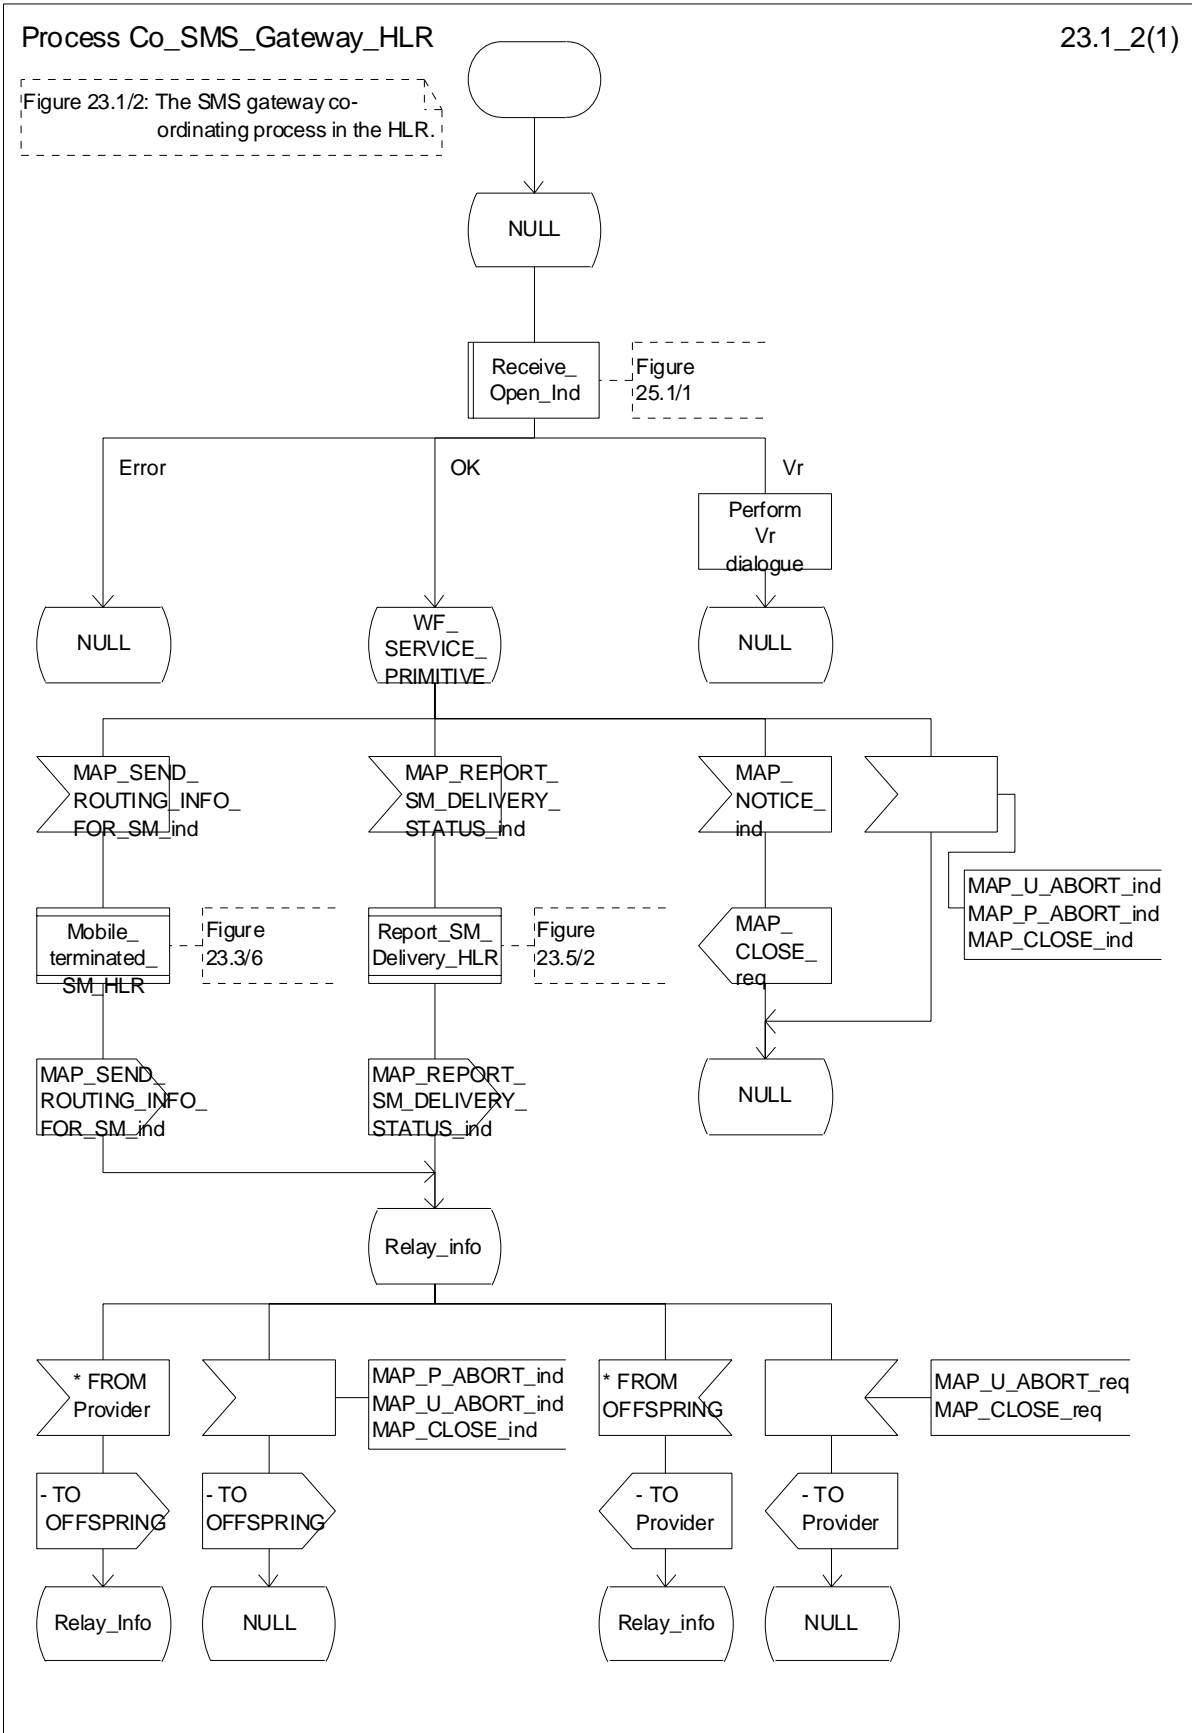 Process Co_SMS_Gateway_HLR
23.1_2(1)
Figure 23.1/2: The SMS gateway co-
ordinating process in the HLR.
NULL
Receive_
Open_Ind
Figure
25.1/1
Error
OK
Vr
Perform
Vr
dialogue
NULL
WF_
SERVICE_
PRIMITIVE
NULL
MAP_SEND_
ROUTING_INFO_
FOR_SM_ind
MAP_REPORT_
SM_DELIVERY_
STATUS_ind
MAP_
NOTICE_
ind
MAP_U_ABORT_ind
MAP_P_ABORT_ind
MAP_CLOSE_ind
Mobile_
terminated_
SM_HLR
Figure
23.3/6
Report_SM_
Delivery_HLR
Figure
23.5/2
MAP_
CLOSE_
req
MAP_SEND_
ROUTING_INFO_
FOR_SM_ind
MAP_REPORT_
SM_DELIVERY_
STATUS_ind
NULL
Relay_info
* FROM
Provider
MAP_P_ABORT_ind
MAP_U_ABORT_ind
MAP_CLOSE_ind
* FROM
OFFSPRING
MAP_U_ABORT_req
MAP_CLOSE_req
- TO
OFFSPRING
- TO
OFFSPRING
- TO
Provider
- TO
Provider
Relay_Info
NULL
Relay_info
NULL